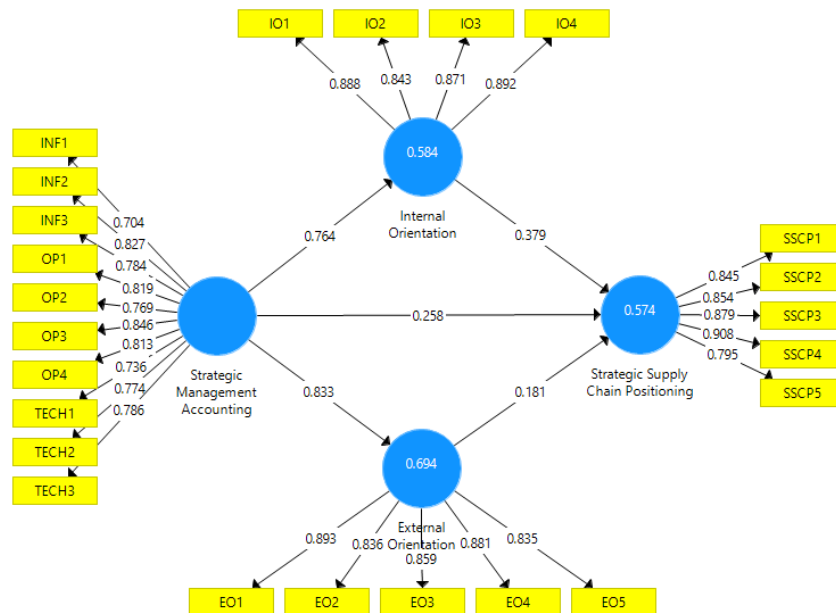 IO1 IO2 IO3 IO4
0.888 0.843 0.871 0.892
0.584
Internal
Orientation
INF1
INF2
INF3
OP1
OP2
OP3
OP4
TECH1
TECH2
TECH3
0.704
0.827
0.784
0.819
0.769
0.846
0.813
0.736
0.774
0.786
Strategic
Management
Accounting
0.764
0.379
0.258
0.833
0.181
0.574
Strategic Supply
Chain Positioning
0.845
0.854
0.879
0.908
0.795
SSCP1
SSCP2
SSCP3
SSCP4
SSCP5
0.694
External
Orientation
0.893 0.836 0.859 0.881 0.835
EO1 EO2 EO3 EO4 EO5